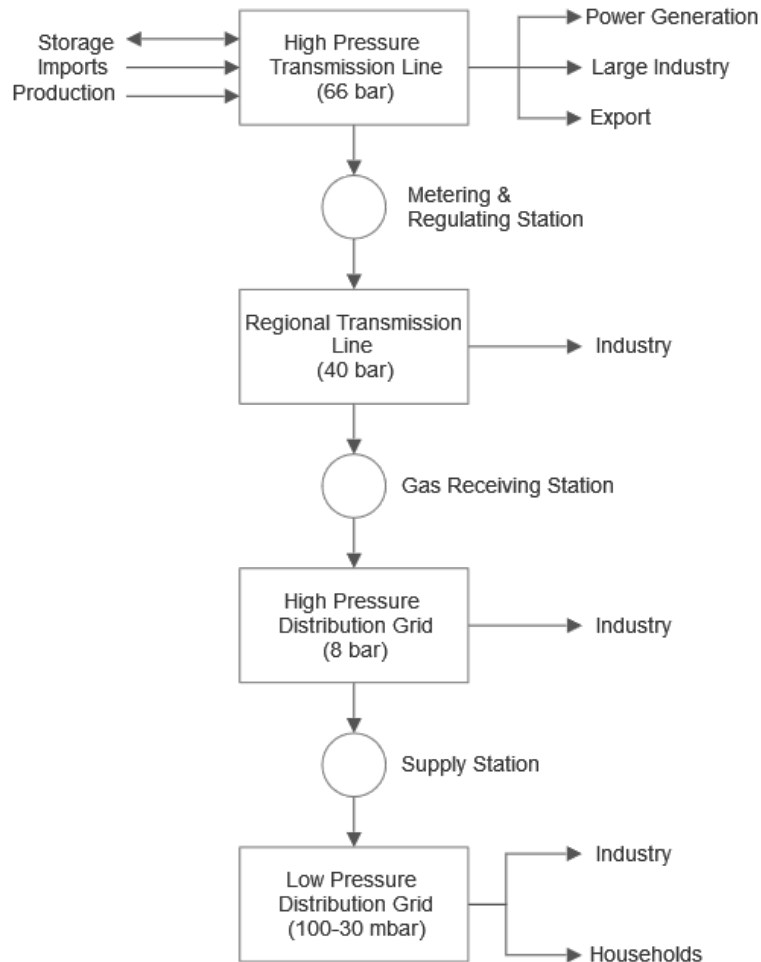 Storage
Imports
Production
High Pressure
Transmission Line
(66 bar)
Power Generation
Large Industry
Export
Metering &
Regulating Station
Regional Transmission
Line
(40 bar)
Industry
Gas Receiving Station
High Pressure
Distribution Grid
(8 bar)
Industry
Supply Station
Low Pressure
Distribution Grid
(100-30 mbar)
Industry
Households